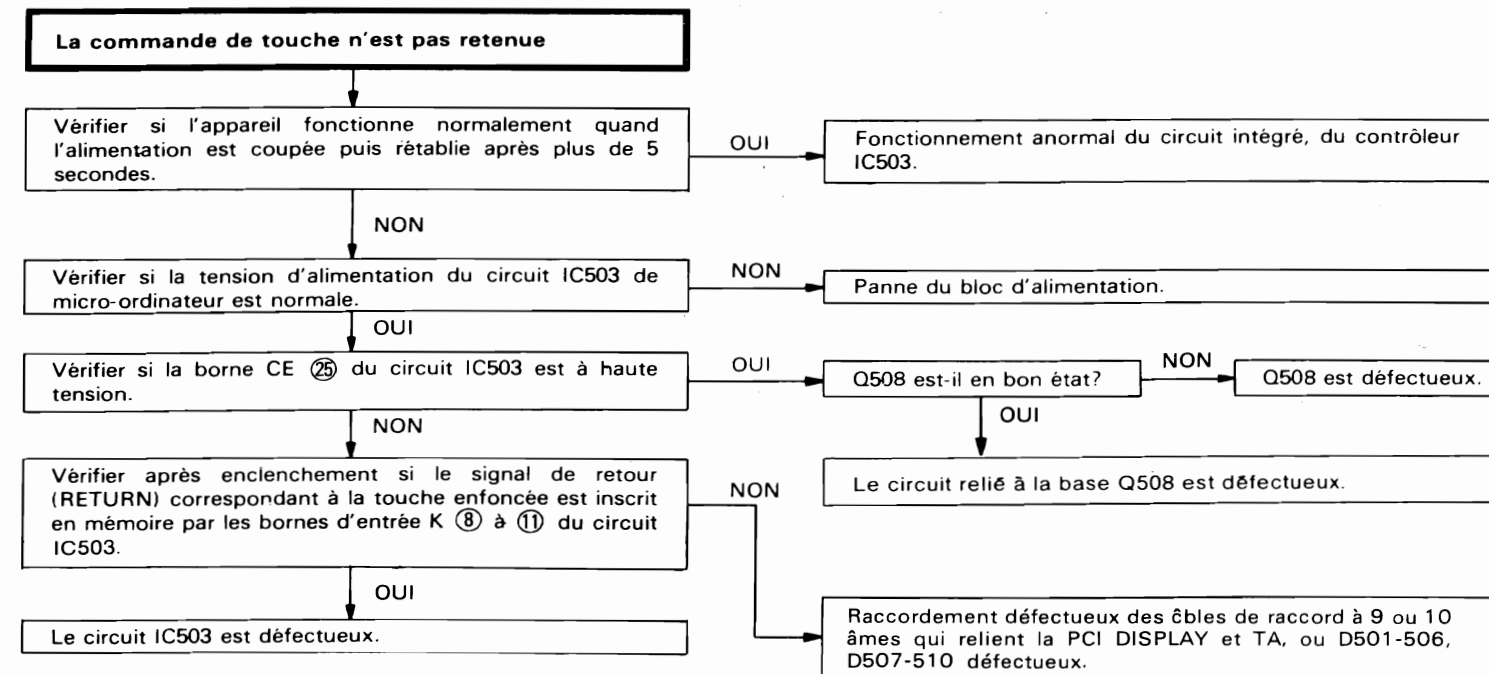 La commande de touche n'est pas retenue
Vérifier si l'appareil fonctionne normalement quand
l'alimentation est coupée puis rétablie après plus de 5
secondes.
OUI
Fonctionnement anormal du circuit intégré, du contrôleur
IC503.
NON
Vérifier si la tension d'alimentation du circuit IC503 de
micro-ordinateur est normale.
NON
Panne du bloc d'alimentation.
OUI
Vérifier si la borne CE ㉕ du circuit IC503 est à haute
tension.
OUI
Q508 est-il en bon état?
NON
Q508 est défectueux.
OUI
Le circuit relié à la base Q508 est défectueux.
NON
Vérifier après enclenchement si le signal de retour
(RETURN) correspondant à la touche enfoncée est inscrit
en mémoire par les bornes d'entrée K ⑧ à ⑪ du circuit
IC503.
NON
Raccordement défectueux des êbles de raccord à 9 ou 10
âmes qui relient la PCI DISPLAY et TA, ou D501-506,
D507-510 défectueux.
OUI
Le circuit IC503 est défectueux.